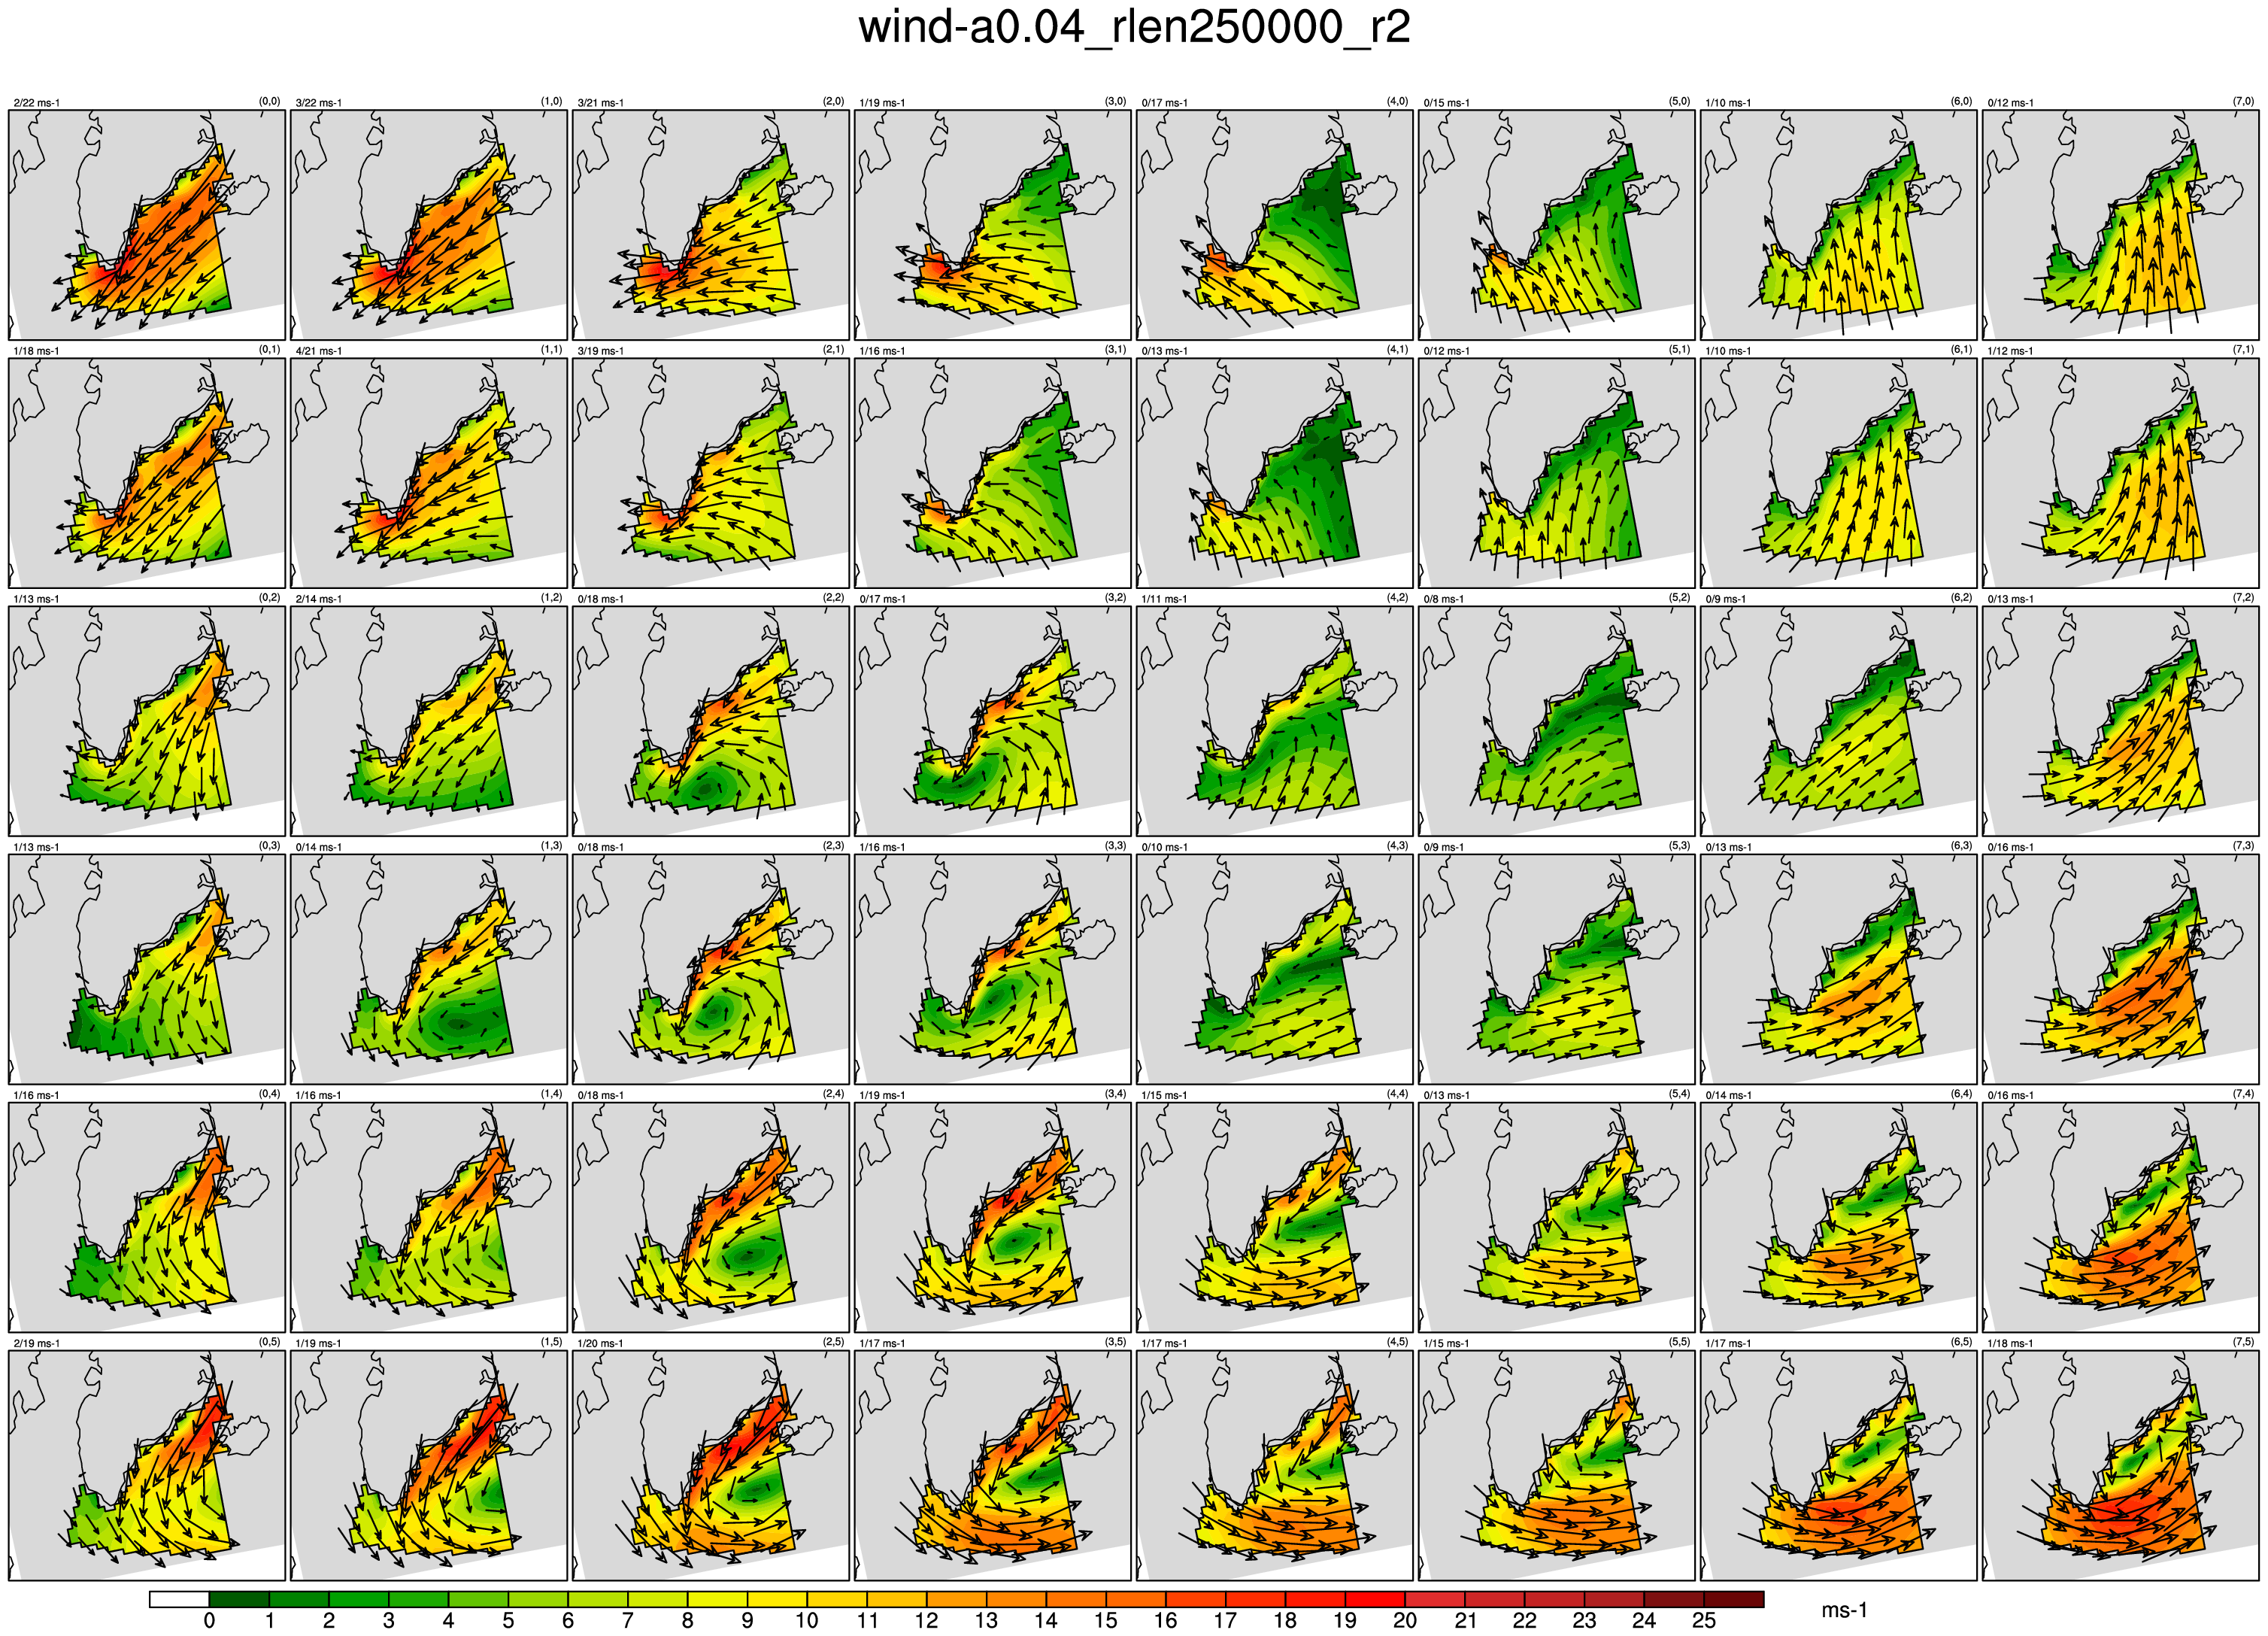 wind-a0.04_rlen250000_r2
2/22 ms-1 (0,0) 3/22 ms-1 (1,0) 3/21 ms-1 (2,0) 1/19 ms-1 (3,0) 0/17 ms-1 (4,0) 0/15 ms-1 (5,0) 1/10 ms-1 (6,0) 0/12 ms-1 (7,0)
1/18 ms-1 (0,1) 4/21 ms-1 (1,1) 3/19 ms-1 (2,1) 1/16 ms-1 (3,1) 0/13 ms-1 (4,1) 0/12 ms-1 (5,1) 1/10 ms-1 (6,1) 1/12 ms-1 (7,1)
1/13 ms-1 (0,2) 2/14 ms-1 (1,2) 0/18 ms-1 (2,2) 0/17 ms-1 (3,2) 1/11 ms-1 (4,2) 0/8 ms-1 (5,2) 0/9 ms-1 (6,2) 0/13 ms-1 (7,2)
1/13 ms-1 (0,3) 0/14 ms-1 (1,3) 0/18 ms-1 (2,3) 1/16 ms-1 (3,3) 0/10 ms-1 (4,3) 0/9 ms-1 (5,3) 0/13 ms-1 (6,3) 0/16 ms-1 (7,3)
1/16 ms-1 (0,4) 1/16 ms-1 (1,4) 0/18 ms-1 (2,4) 1/19 ms-1 (3,4) 1/15 ms-1 (4,4) 0/13 ms-1 (5,4) 0/14 ms-1 (6,4) 0/16 ms-1 (7,4)
2/19 ms-1 (0,5) 1/19 ms-1 (1,5) 1/20 ms-1 (2,5) 1/17 ms-1 (3,5) 1/17 ms-1 (4,5) 1/15 ms-1 (5,5) 1/17 ms-1 (6,5) 1/18 ms-1 (7,5)
0 1 2 3 4 5 6 7 8 9 10 11 12 13 14 15 16 17 18 19 20 21 22 23 24 25 ms-1